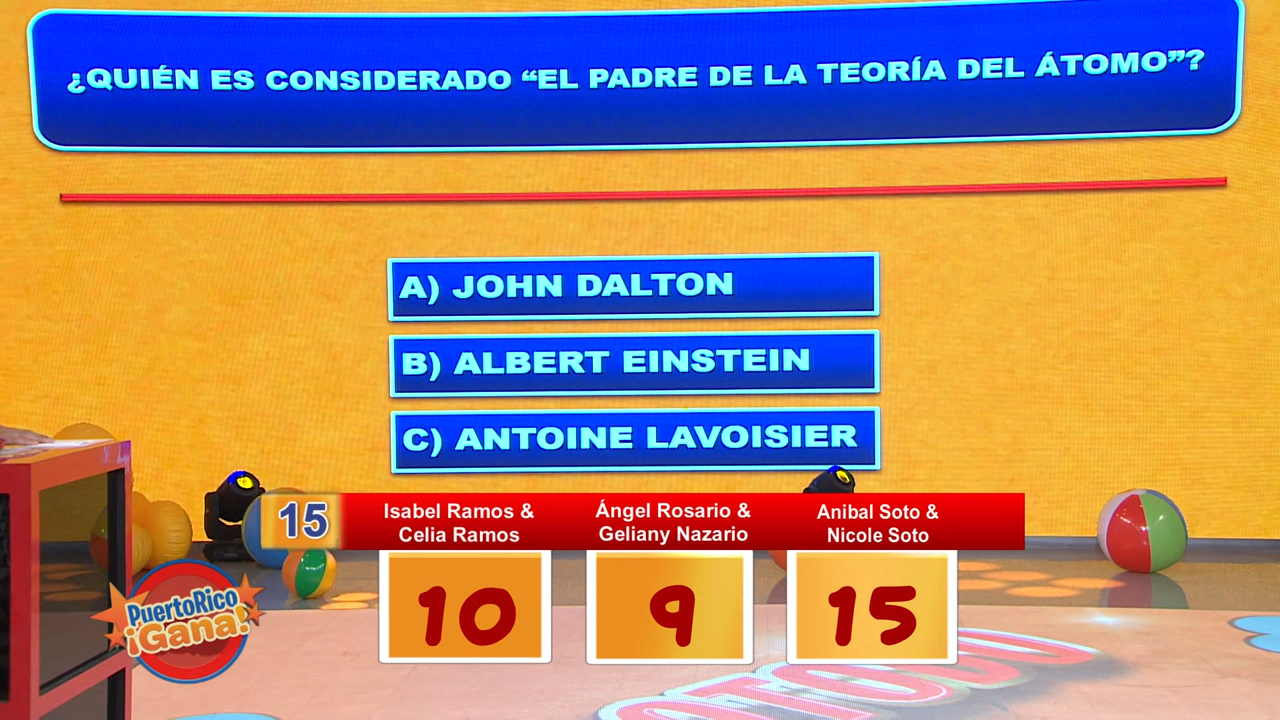 ¿QUIÉN ES CONSIDERADO “EL PADRE DE LA TEORÍA DEL ÁTOMO”?
A) JOHN DALTON
B) ALBERT EINSTEIN
C) ANTOINE LAVOISIER
15
Isabel Ramos &
Celia Ramos
Ángel Rosario &
Geliany Nazario
Anibal Soto &
Nicole Soto
10
9
15
PuertoRico
¡Gana!